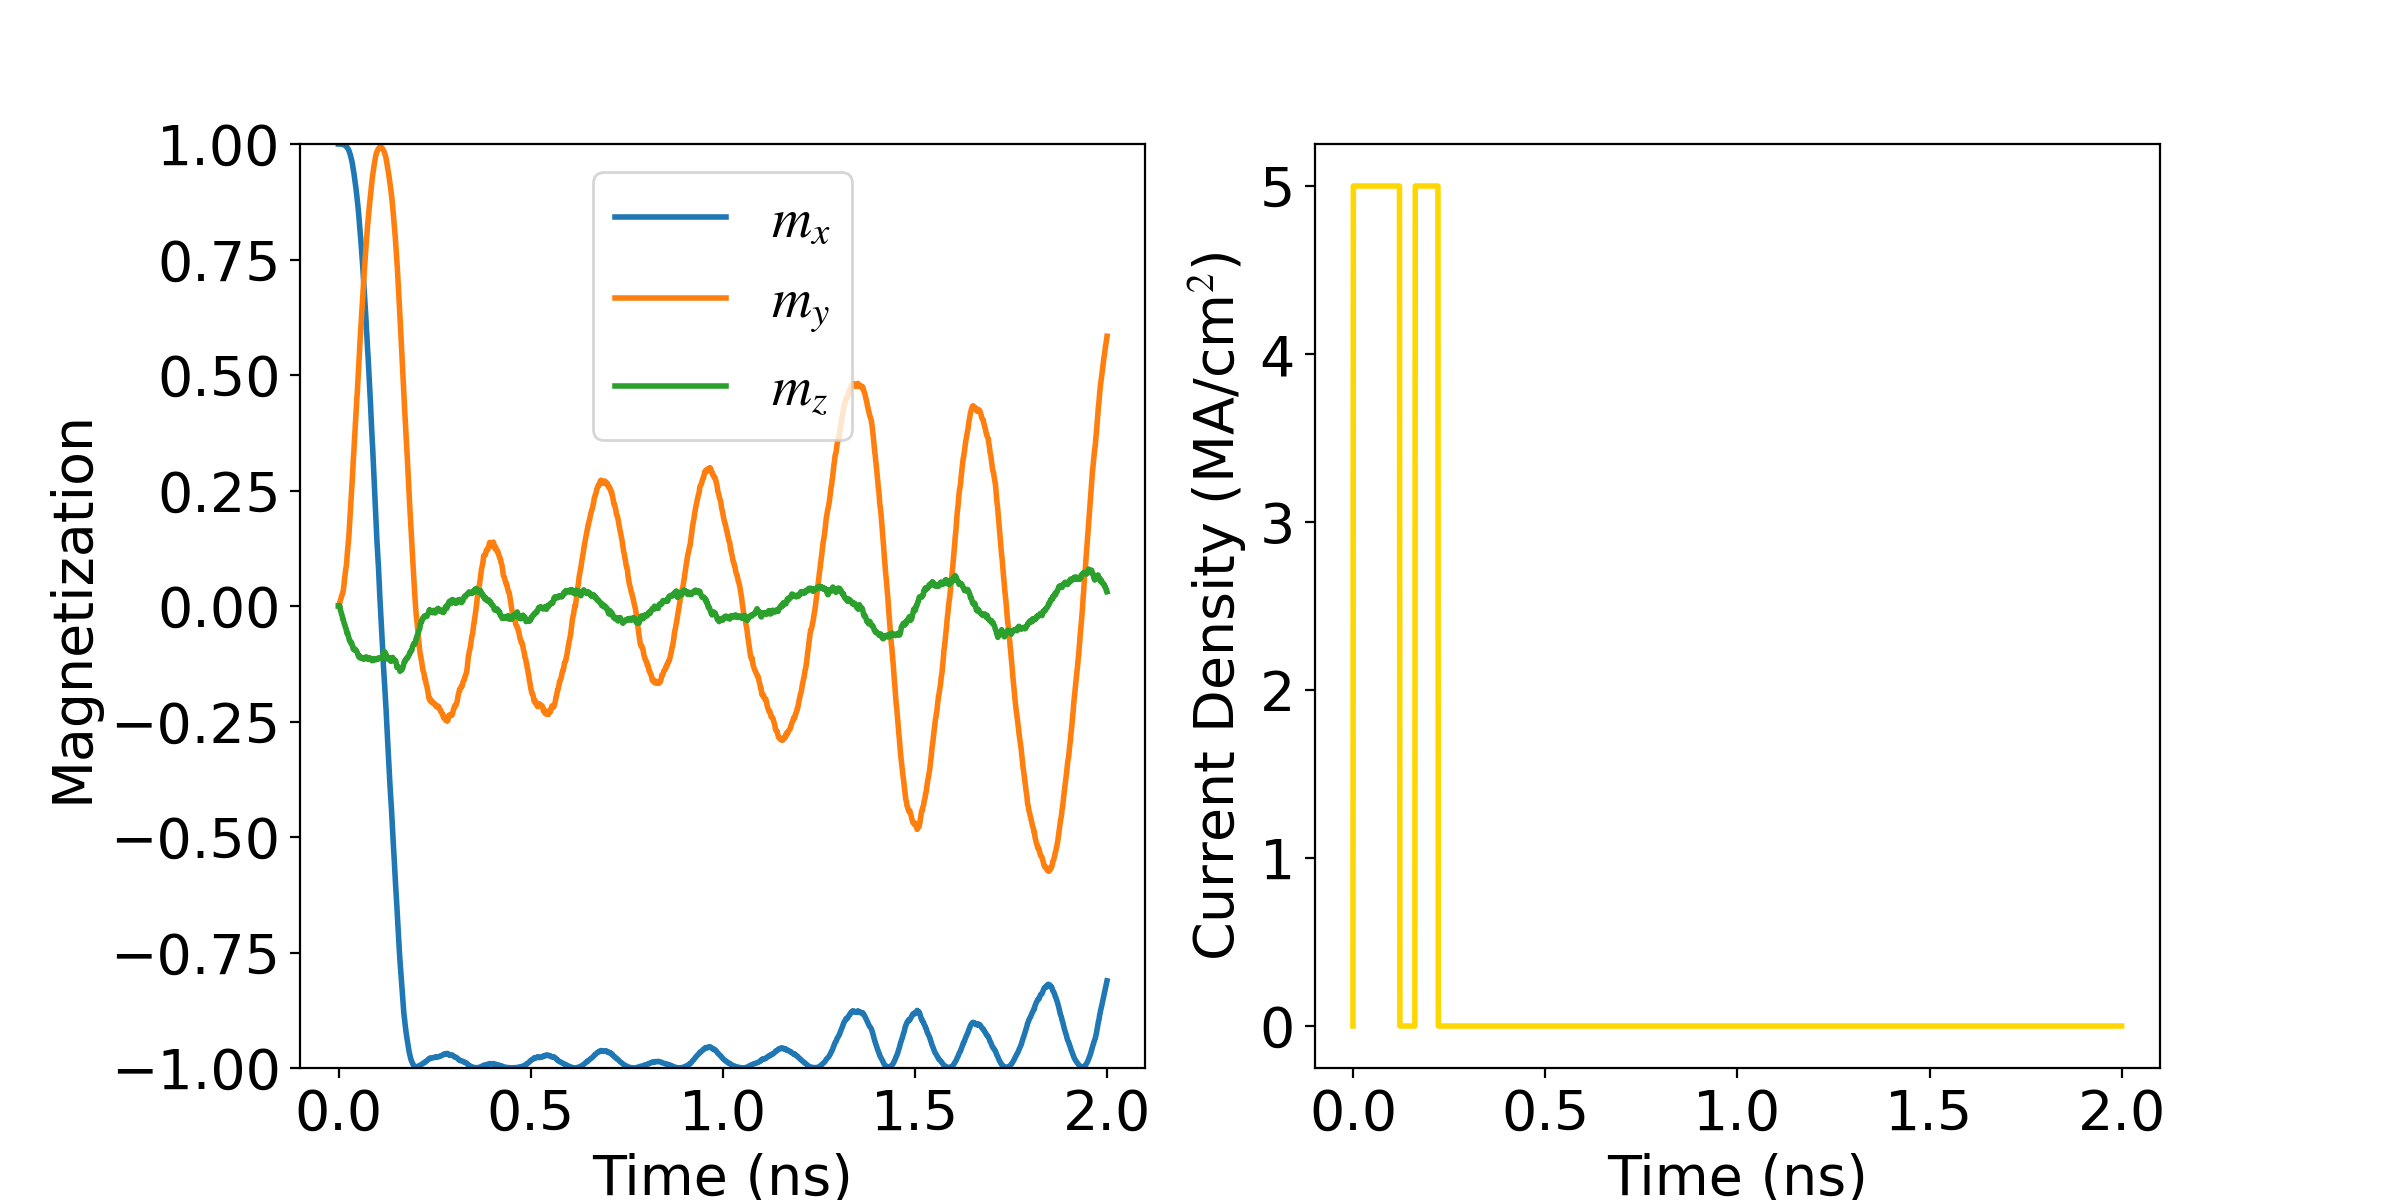 1.00
0.75
0.50
0.25
0.00
−0.25
−0.50
−0.75
−1.00
Magnetization
m_x
m_y
m_z
0.0 0.5 1.0 1.5 2.0
Time (ns)
5
4
3
2
1
0
Current Density (MA/cm²)
0.0 0.5 1.0 1.5 2.0
Time (ns)